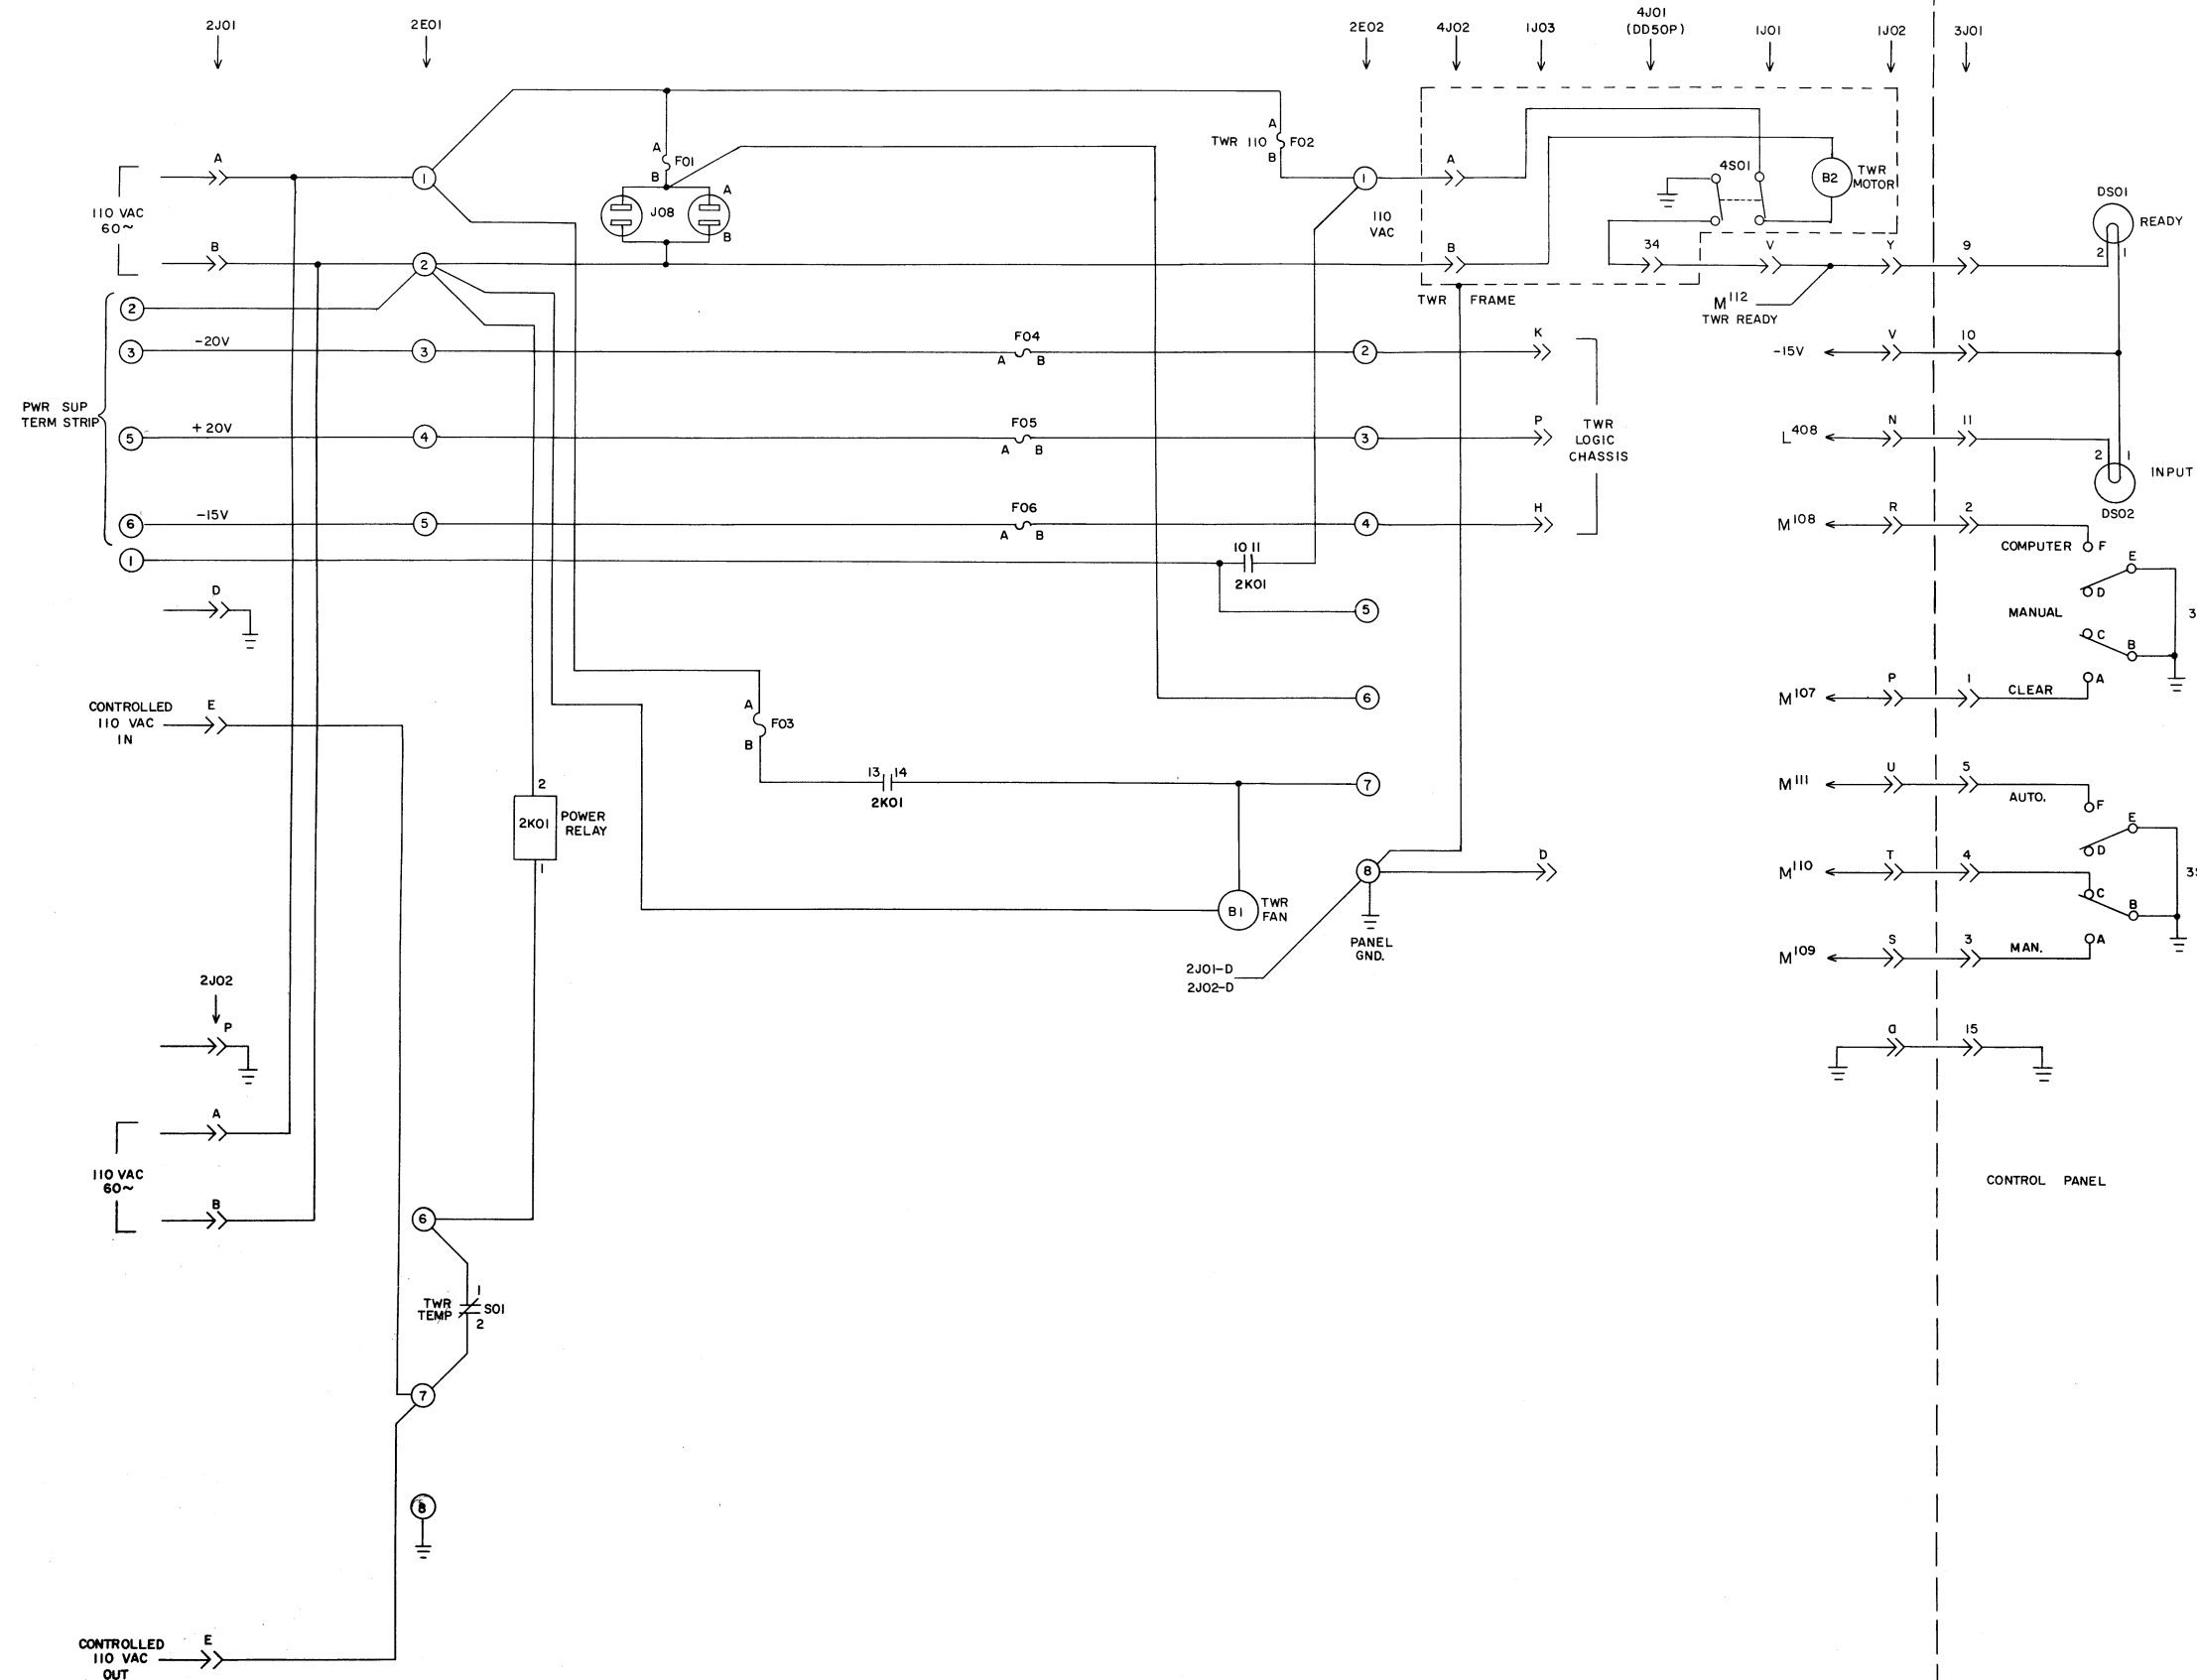 2J01
2E01
2E02
4J02
1J03
4J01
(DD50P)
1J01
1J02
3J01
A
1
110 VAC
60~
B
2
A
F01
B
J08
A
B
A
TWR 110
F02
B
1
110
VAC
A
B
4S01
B2
TWR
MOTOR
34
V
Y
9
DS01
READY
2
1
TWR FRAME
M112
TWR READY
PWR SUP
TERM STRIP
2
3
-20V
3
F04
A B
2
K
-15V
V
10
5
+20V
4
F05
A B
3
P
TWR
LOGIC
CHASSIS
L408
N
11
2
1
INPUT
DS02
6
-15V
5
F06
A B
4
H
M108
R
2
COMPUTER
F
E
D
MANUAL
C
B
3
1
10 11
2K01
5
D
CONTROLLED
110 VAC
IN
E
6
M107
P
1
CLEAR
A
A
F03
B
13 14
2K01
7
M111
U
5
AUTO.
F
E
D
2
2K01
POWER
RELAY
1
8
D
M110
T
4
C
B
3S
B1
TWR
FAN
PANEL
GND.
2J01-D
2J02-D
M109
S
3
MAN.
A
2J02
P
a
15
A
110 VAC
60~
B
CONTROL PANEL
6
TWR
TEMP
1
S01
2
7
8
CONTROLLED
110 VAC
OUT
E